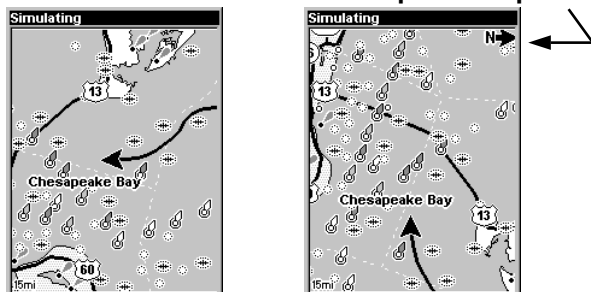 Simulating
13
Chesapeake Bay
60
15mi
Simulating
N
13
Chesapeake Bay
13
15mi